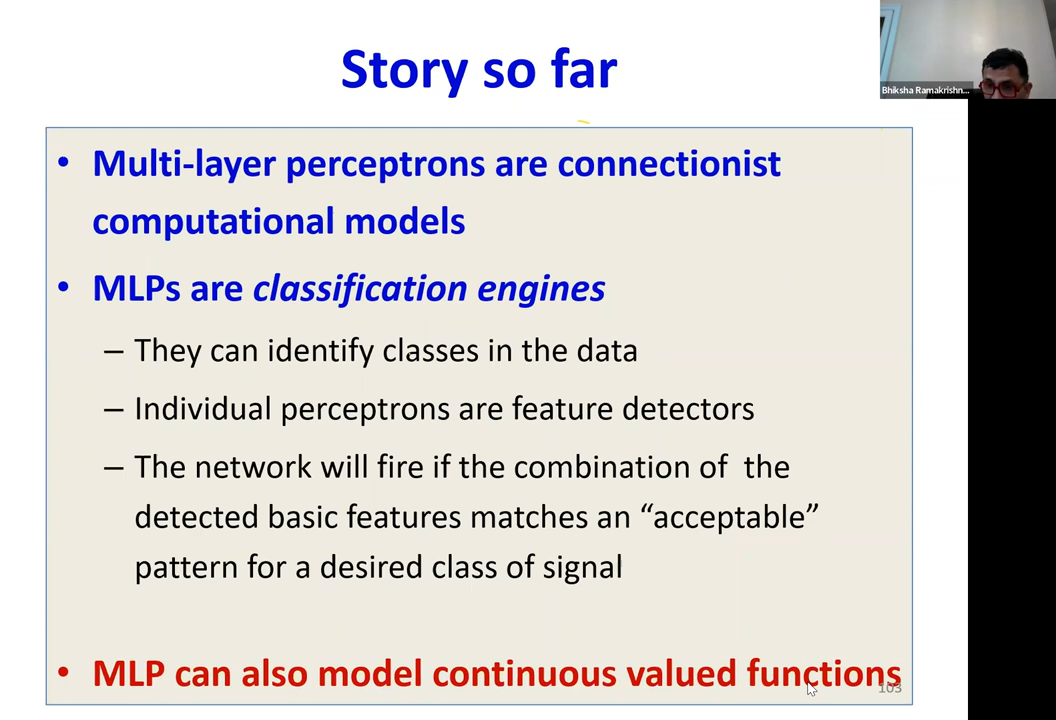 Story so far
Bhiksha Ramakrishn...
• Multi-layer perceptrons are connectionist
computational models
• MLPs are classification engines
– They can identify classes in the data
– Individual perceptrons are feature detectors
– The network will fire if the combination of the
detected basic features matches an “acceptable”
pattern for a desired class of signal
• MLP can also model continuous valued functions
103